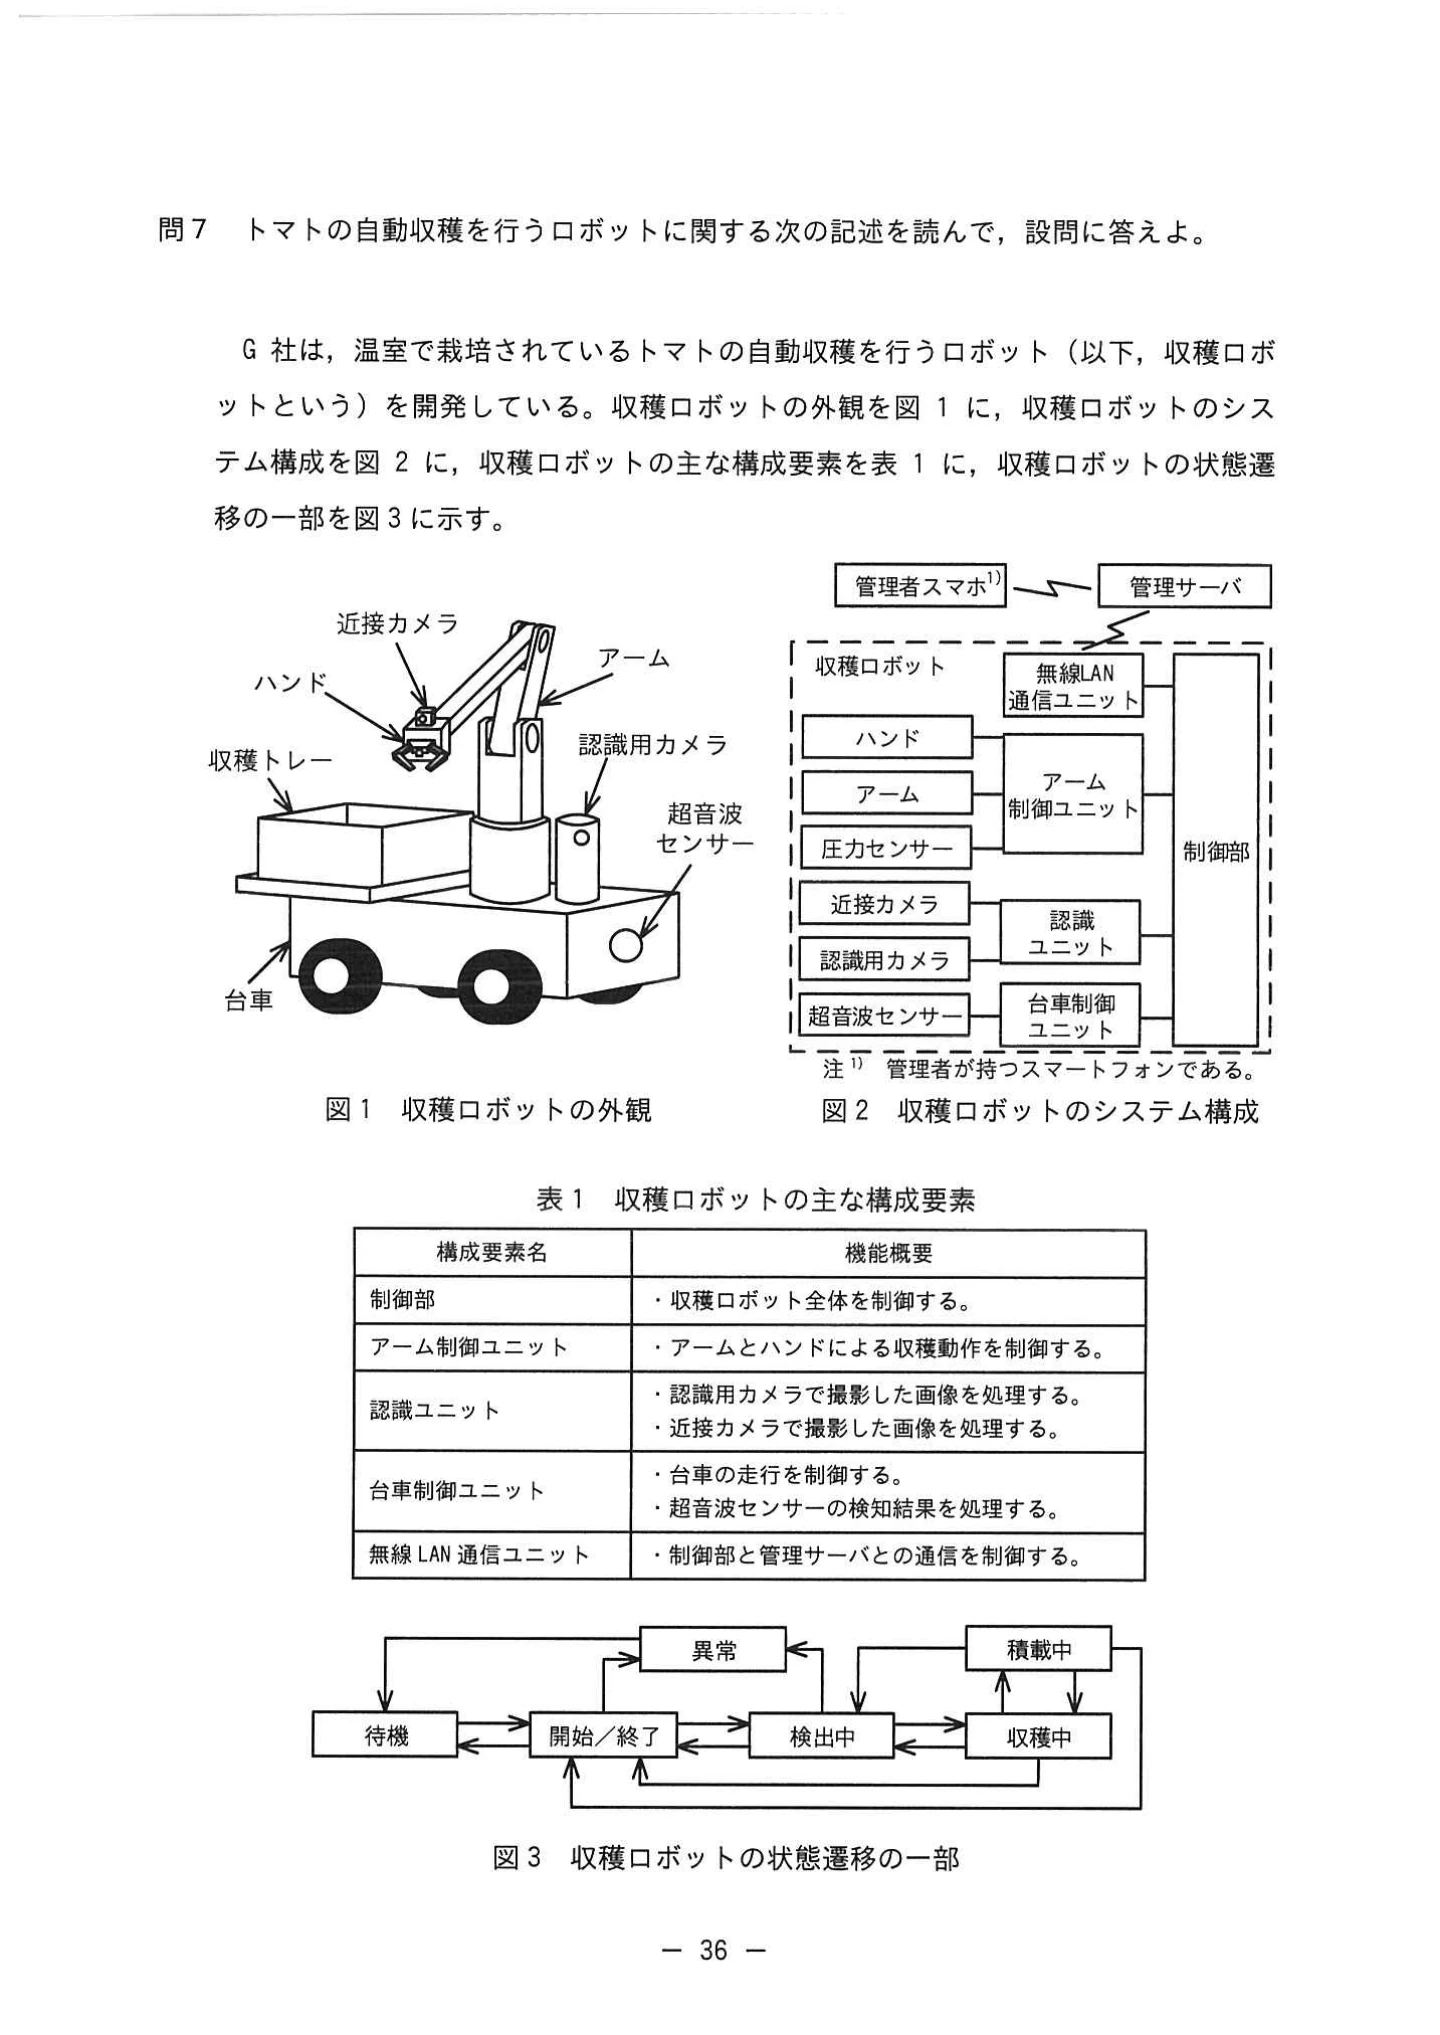 問7　トマトの自動収穫を行うロボットに関する次の記述を読んで，設問に答えよ。
G 社は，温室で栽培されているトマトの自動収穫を行うロボット（以下，収穫ロボ
ットという）を開発している。収穫ロボットの外観を図 1 に，収穫ロボットのシス
テム構成を図 2 に，収穫ロボットの主な構成要素を表 1 に，収穫ロボットの状態遷
移の一部を図 3 に示す。
近接カメラ
ハンド
アーム
収穫トレー
認識用カメラ
超音波
センサー
台車
図 1　収穫ロボットの外観
管理者スマホ1)
管理サーバ
収穫ロボット
無線LAN
通信ユニット
ハンド
アーム
圧力センサー
アーム
制御ユニット
制御部
近接カメラ
認識用カメラ
認識
ユニット
超音波センサー
台車制御
ユニット
注1)　管理者が持つスマートフォンである。
図 2　収穫ロボットのシステム構成
表 1　収穫ロボットの主な構成要素
構成要素名　機能概要
制御部　・収穫ロボット全体を制御する。
アーム制御ユニット　・アームとハンドによる収穫動作を制御する。
認識ユニット　・認識用カメラで撮影した画像を処理する。
・近接カメラで撮影した画像を処理する。
台車制御ユニット　・台車の走行を制御する。
・超音波センサーの検知結果を処理する。
無線 LAN 通信ユニット　・制御部と管理サーバとの通信を制御する。
異常
積載中
待機
開始／終了
検出中
収穫中
図 3　収穫ロボットの状態遷移の一部
－ 36 －